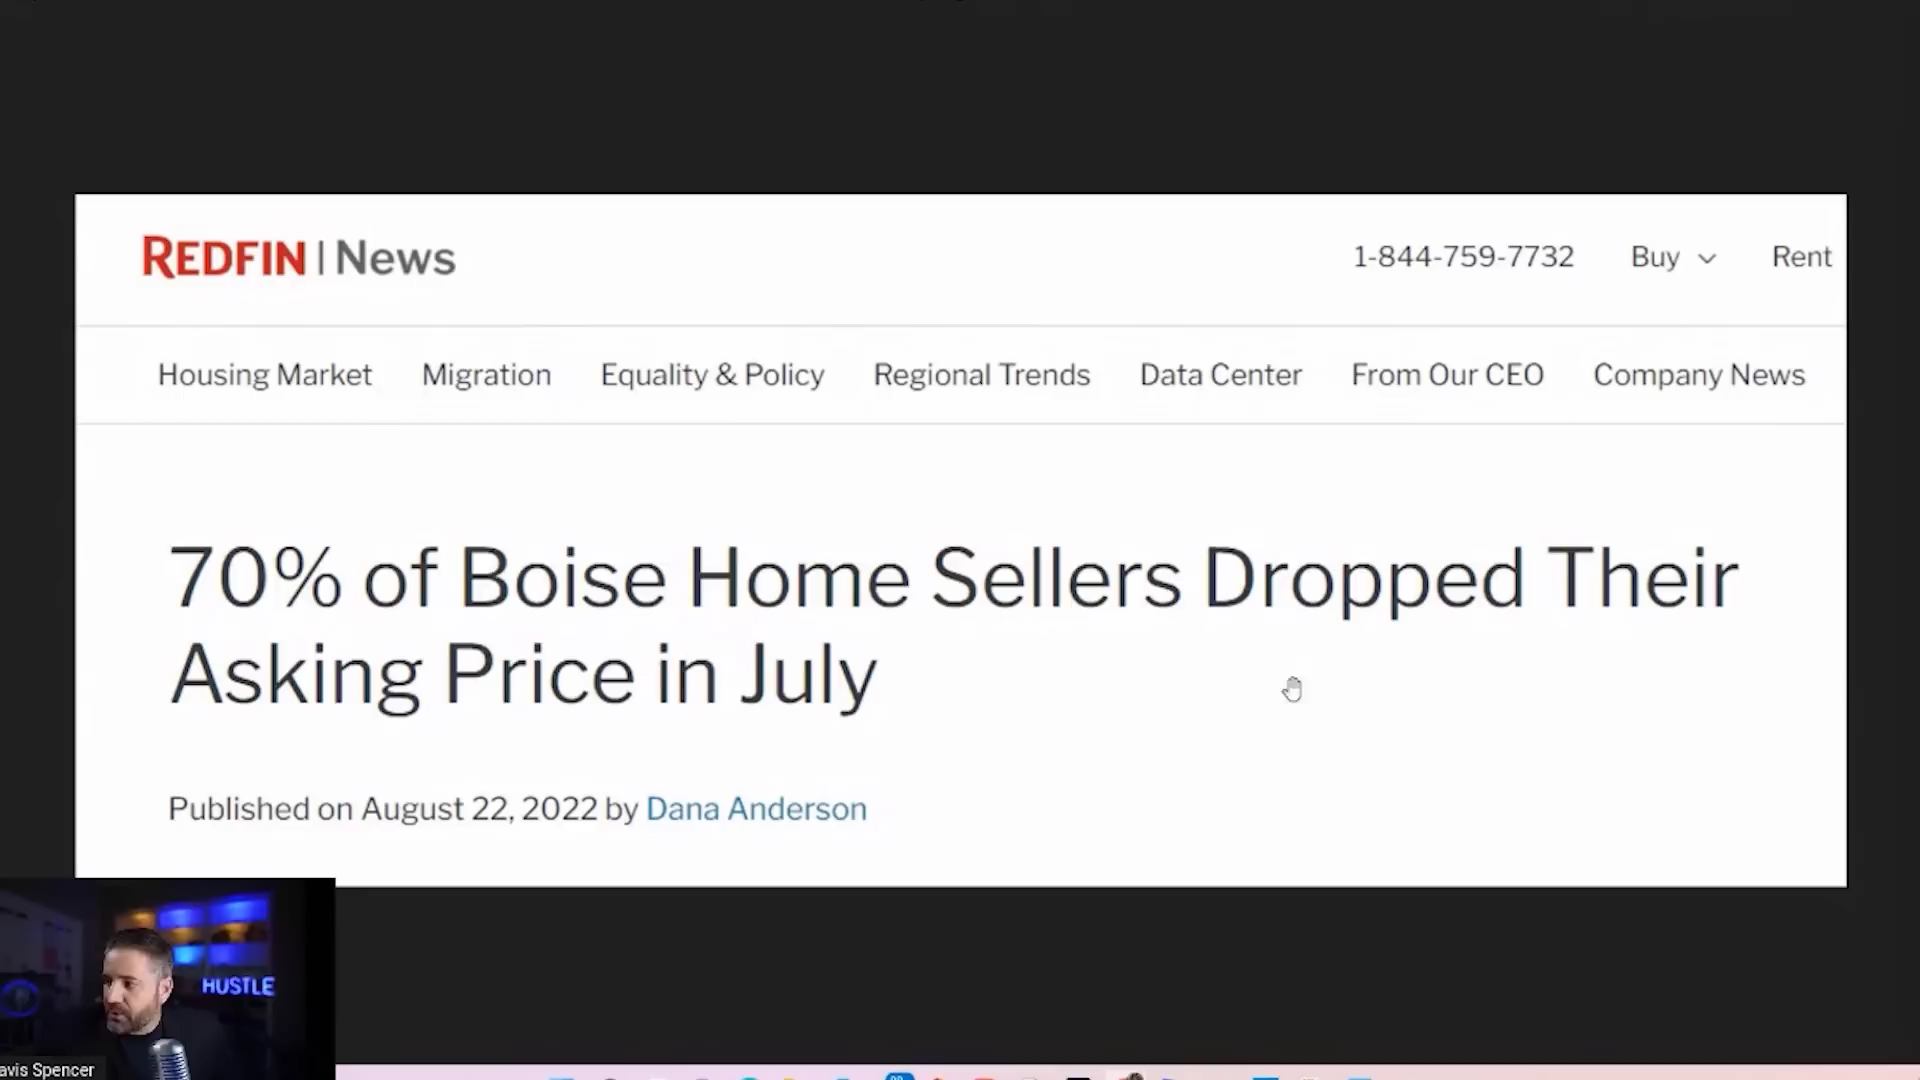 REDFIN | News
1-844-759-7732 Buy Rent
Housing Market Migration Equality & Policy Regional Trends Data Center From Our CEO Company News
70% of Boise Home Sellers Dropped Their
Asking Price in July
Published on August 22, 2022 by Dana Anderson
HUSTLE
avis Spencer